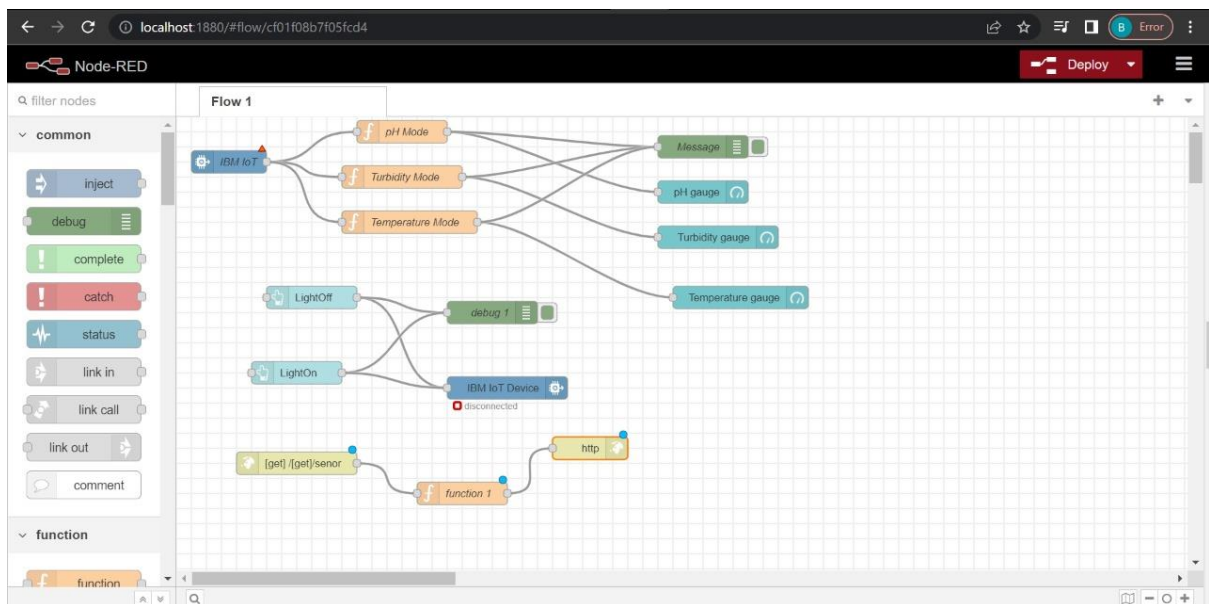 localhost:1880/#flow/cf01f08b7f05fcd4
B Error
Node-RED
Deploy
filter nodes
Flow 1
common
inject
debug
complete
catch
status
link in
link call
link out
comment
function
function
IBM IoT
pH Mode
Turbidity Mode
Temperature Mode
Message
pH gauge
Turbidity gauge
Temperature gauge
LightOff
LightOn
debug 1
IBM IoT Device
disconnected
[get] /[get]/senor
function 1
http